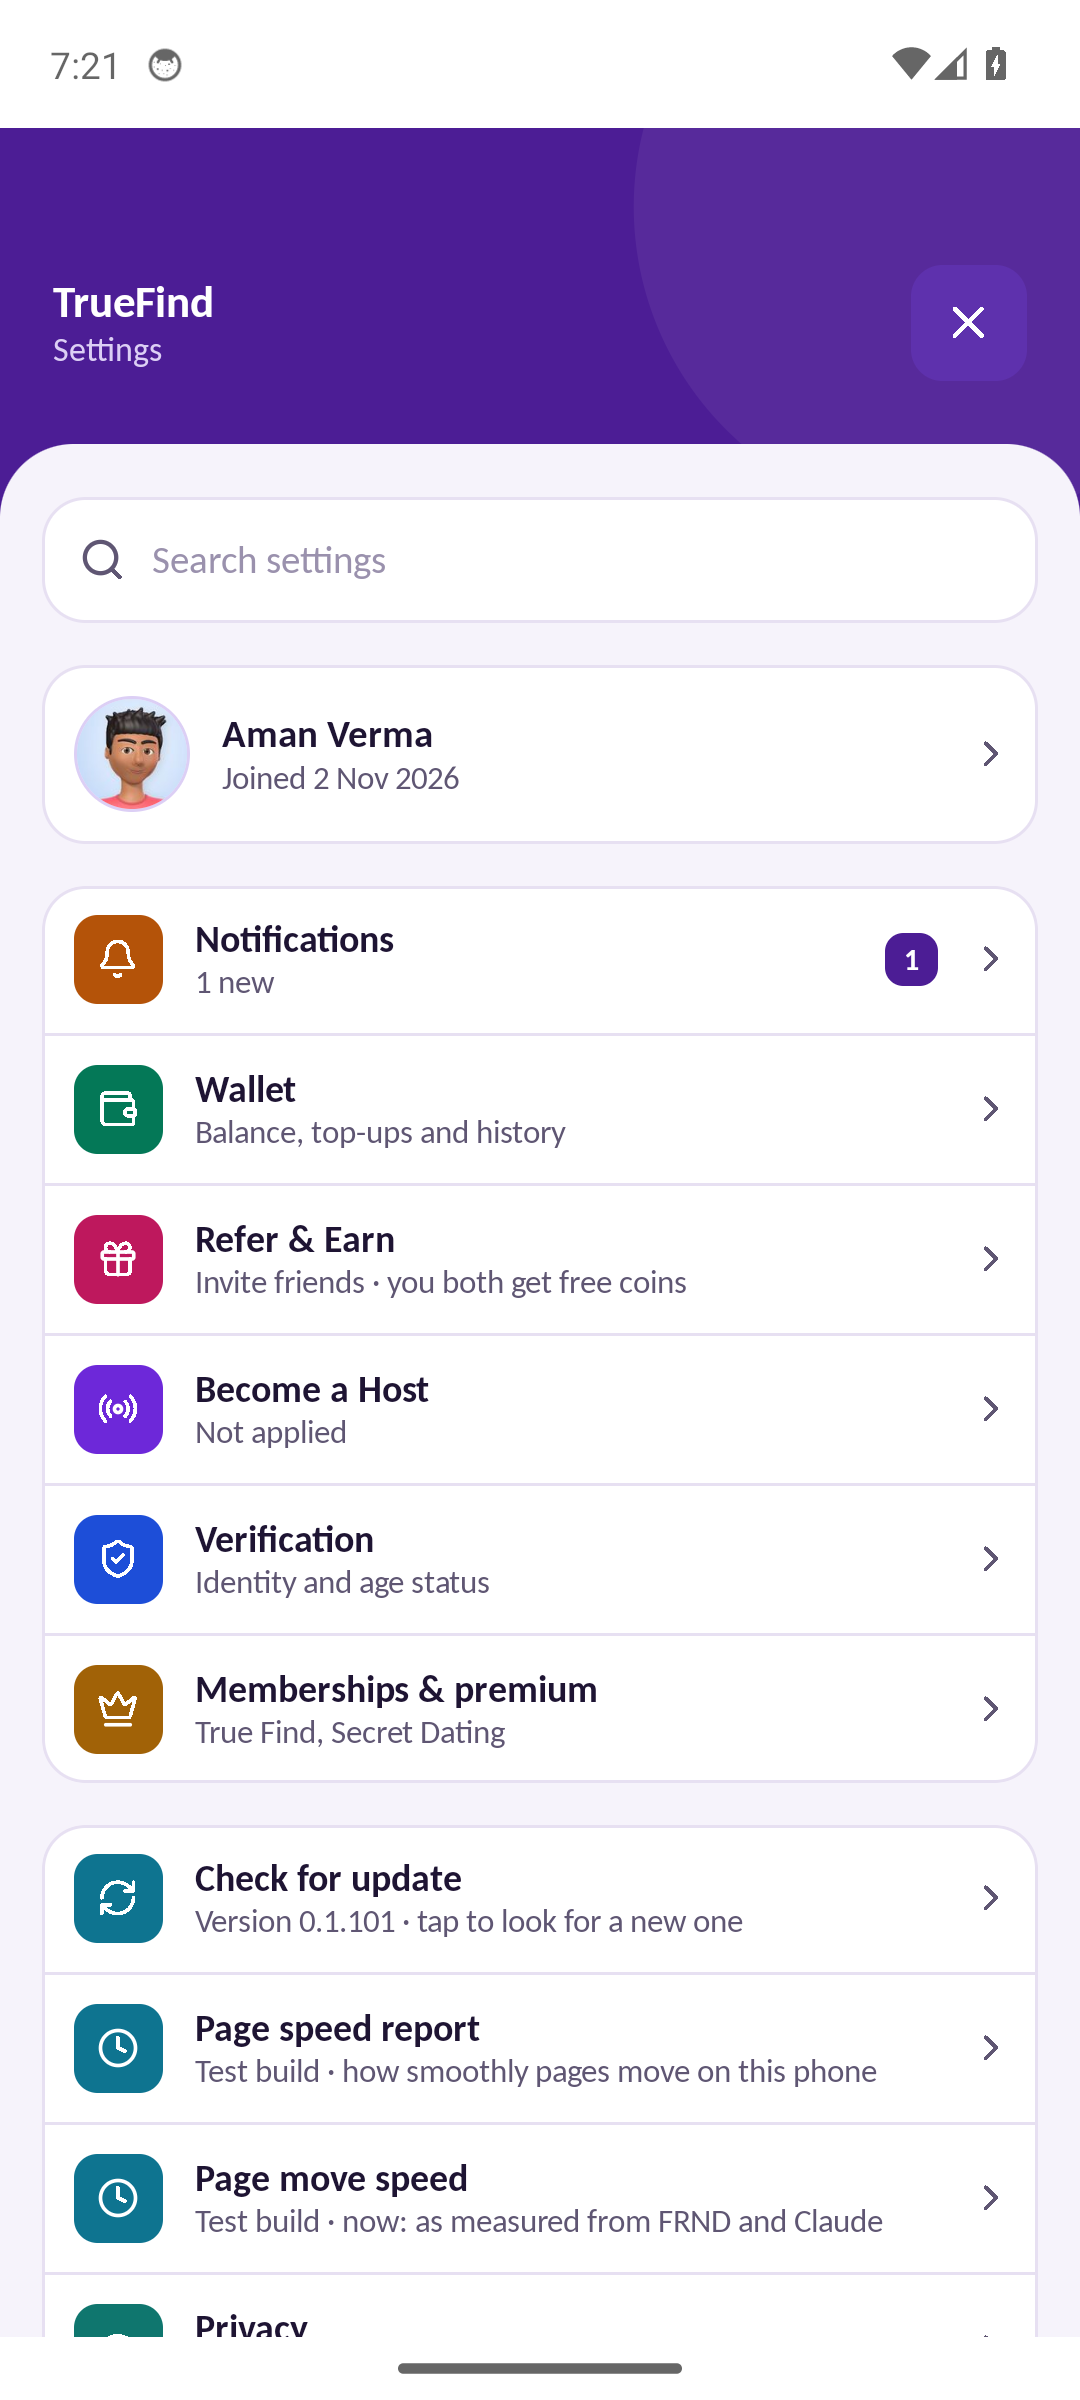 7:21
TrueFind
Settings
Search settings
Aman Verma
Joined 2 Nov 2026
Notifications
1 new
1
Wallet
Balance, top-ups and history
Refer & Earn
Invite friends · you both get free coins
Become a Host
Not applied
Verification
Identity and age status
Memberships & premium
True Find, Secret Dating
Check for update
Version 0.1.101 · tap to look for a new one
Page speed report
Test build · how smoothly pages move on this phone
Page move speed
Test build · now: as measured from FRND and Claude
Privacy